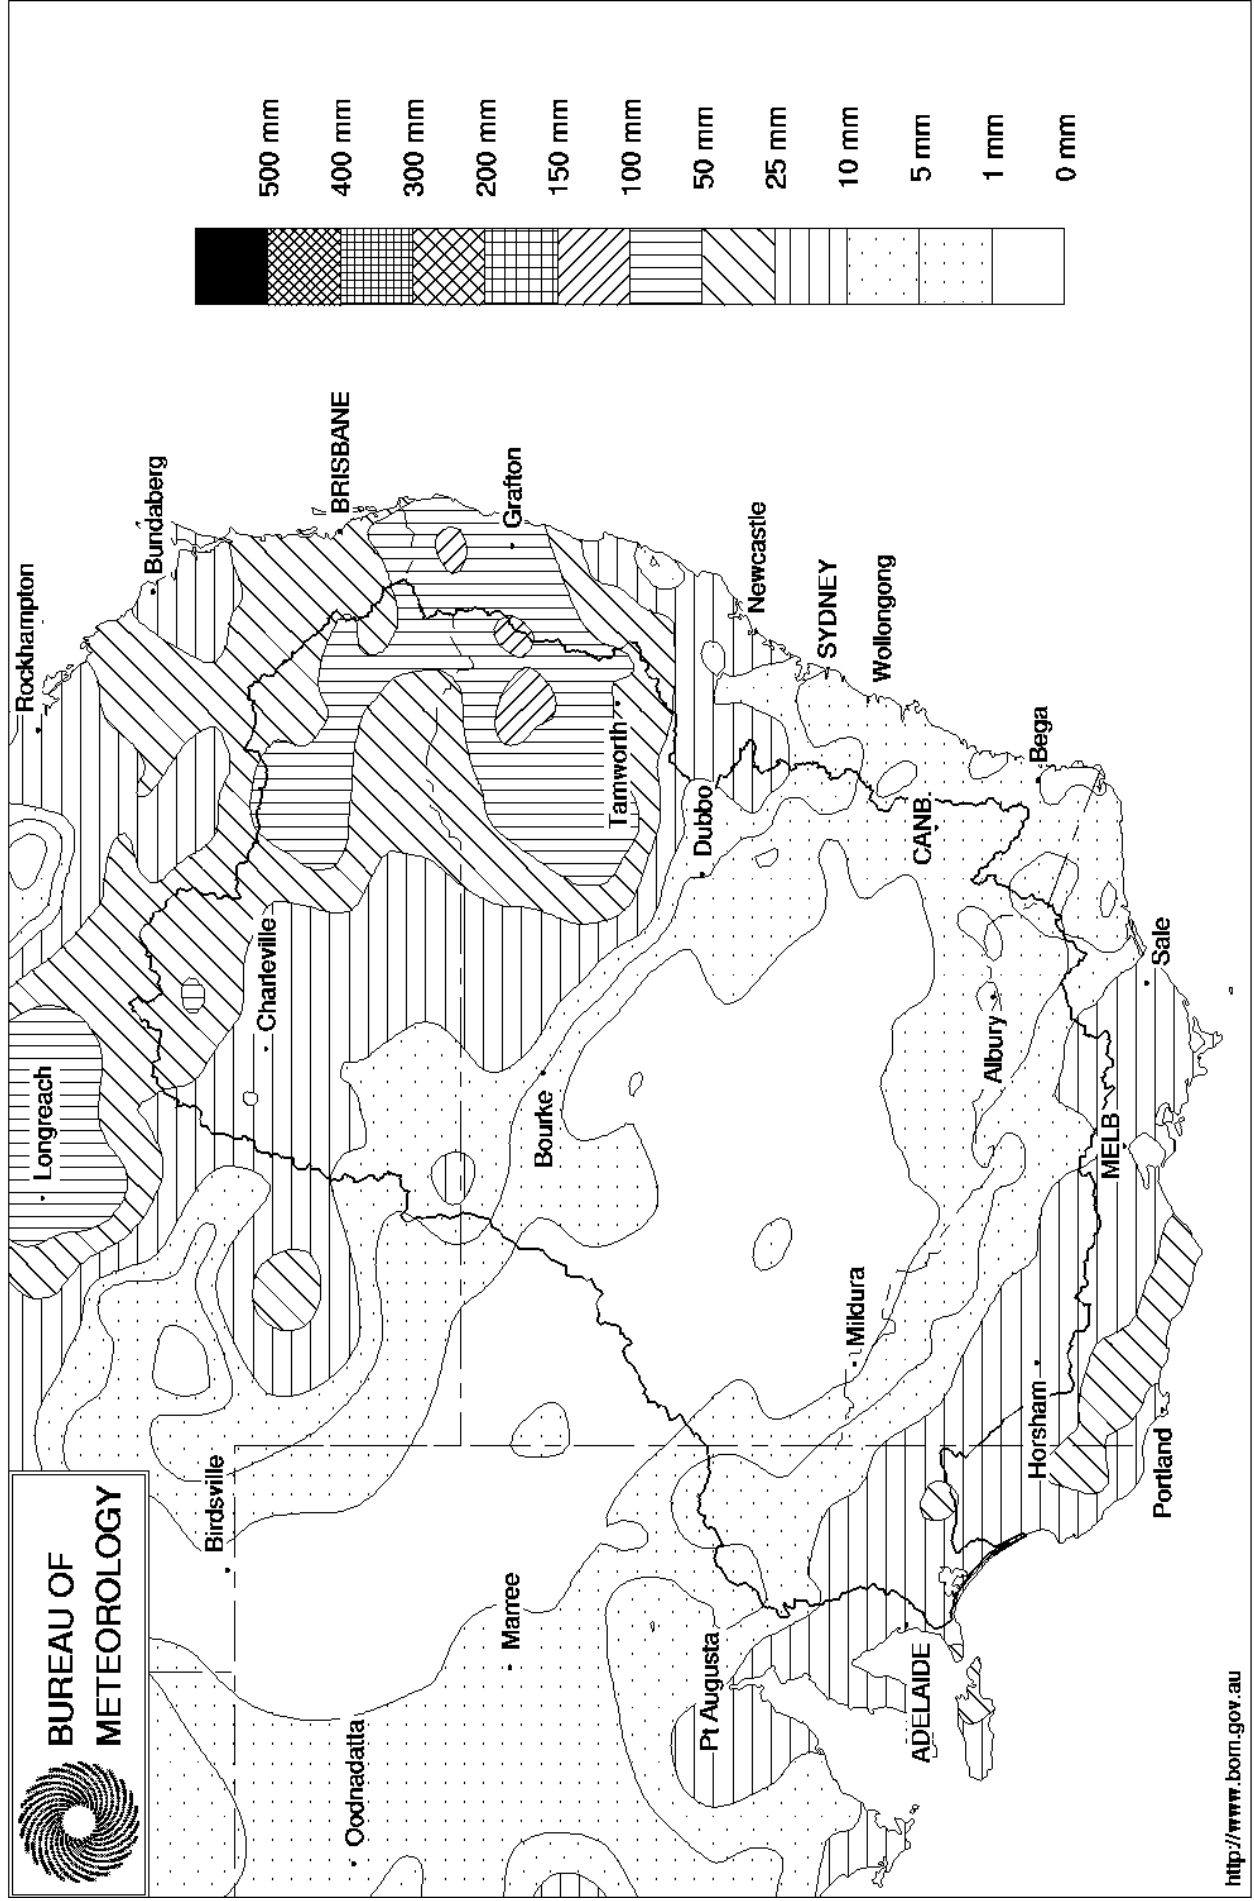 BUREAU OF
METEOROLOGY
500 mm
400 mm
300 mm
200 mm
150 mm
100 mm
50 mm
25 mm
10 mm
5 mm
1 mm
0 mm
Rockhampton
Longreach
Bundaberg
Birdsville
Charleville
BRISBANE
Oodnadatta
Marree
Grafton
Bourke
Tamworth
Pt Augusta
Dubbo
Newcastle
SYDNEY
Mildura
Wollongong
ADELAIDE
CANB.
Albury
Horsham
Bega
MELB
Portland
Sale
http://www.bom.gov.au